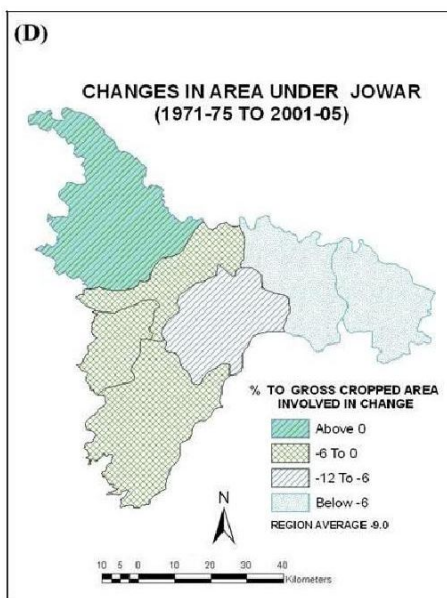 (D)
CHANGES IN AREA UNDER JOWAR
(1971-75 TO 2001-05)
% TO GROSS CROPPED AREA
INVOLVED IN CHANGE
Above 0
-6 To 0
-12 To -6
Below -6
REGION AVERAGE -9.0
N
10 5 0 10 20 30 40
Kilometers